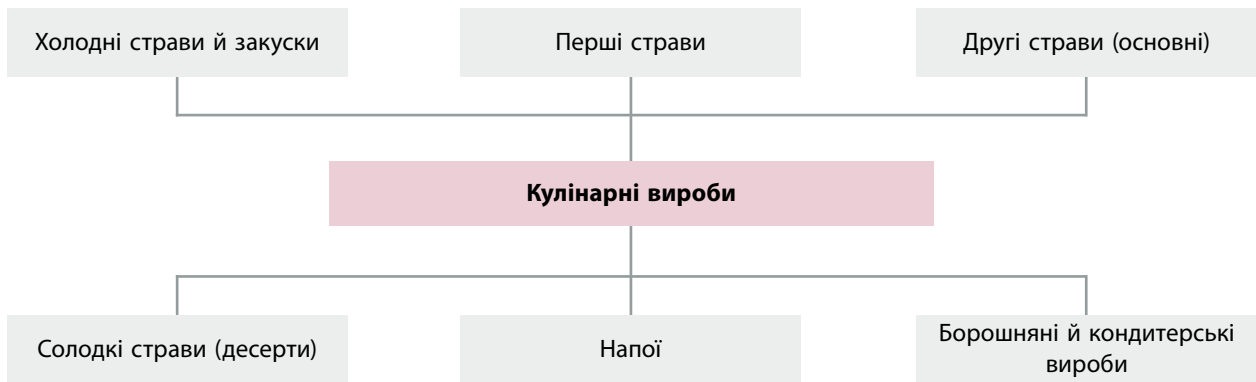 Холодні страви й закуски
Перші страви
Другі страви (основні)
Кулінарні вироби
Солодкі страви (десерти)
Напої
Борошняні й кондитерські
вироби